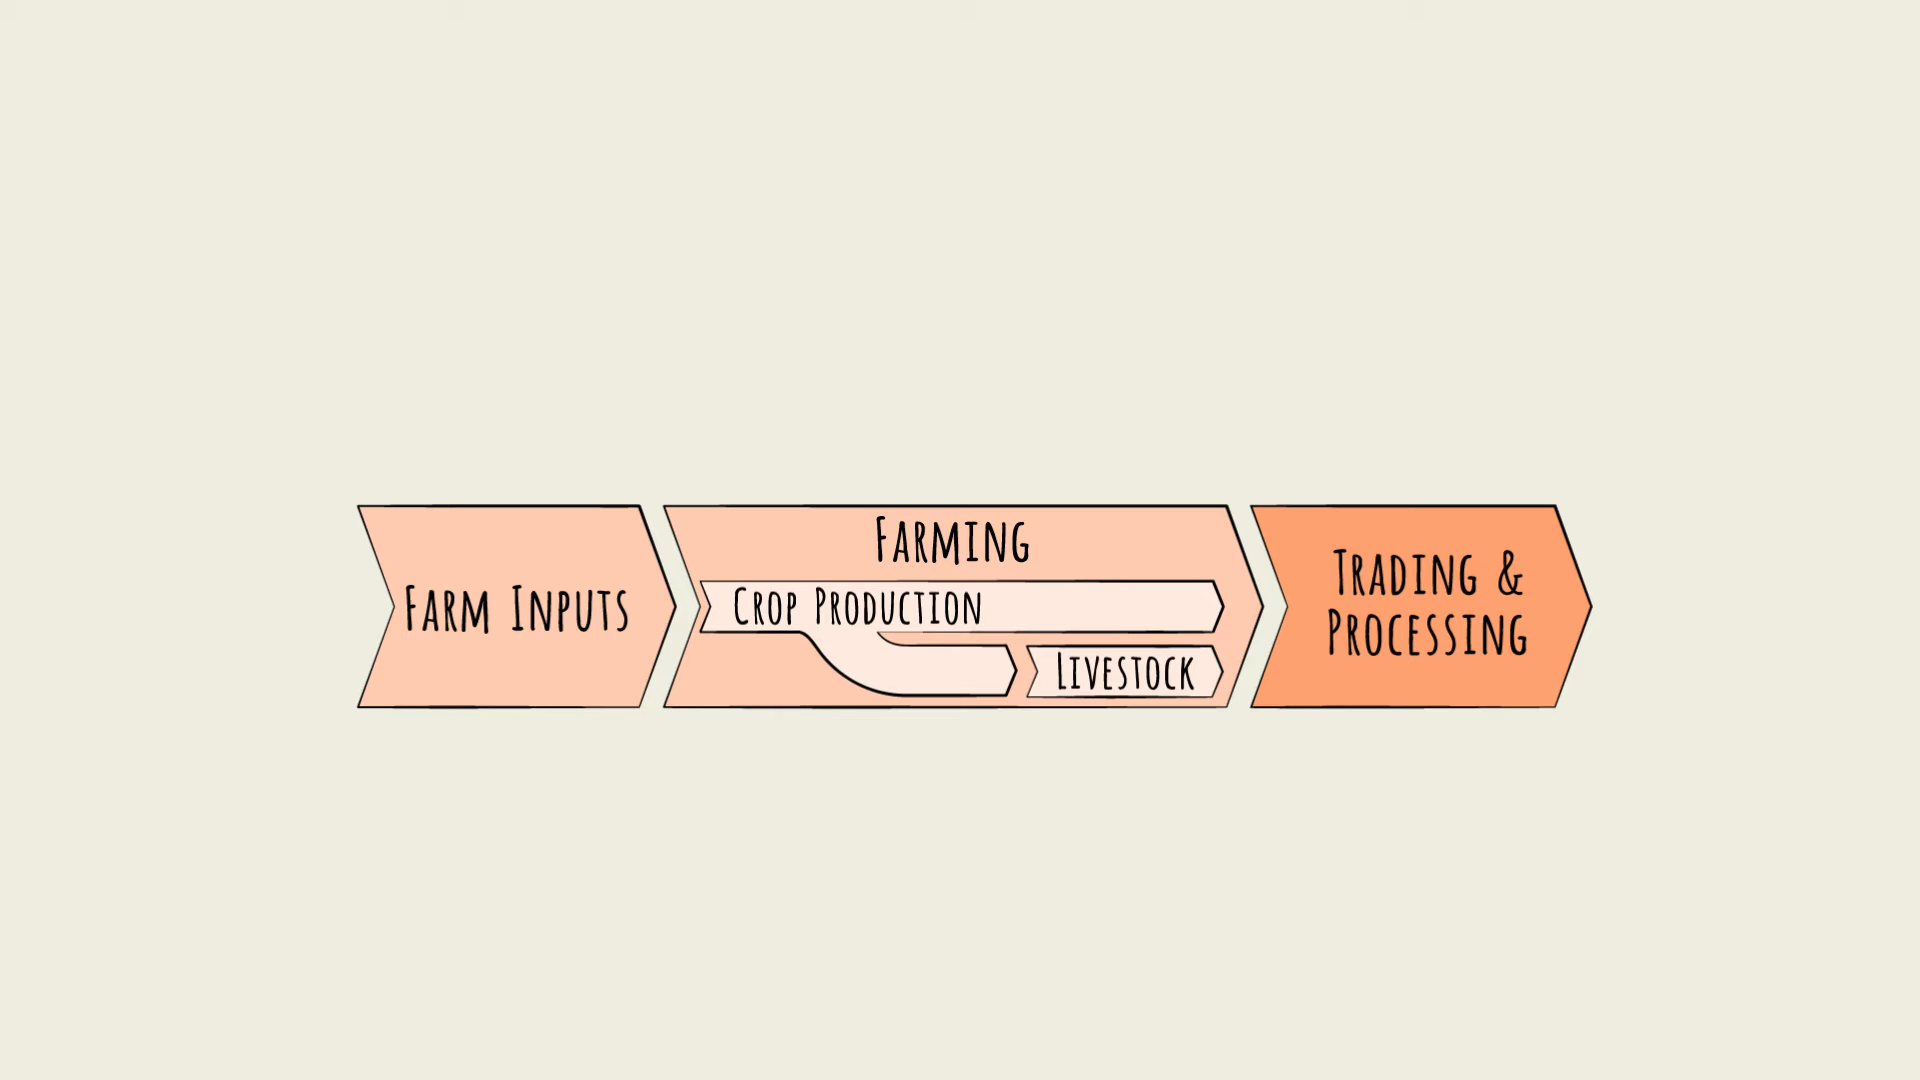 Farm Inputs
Farming
Crop Production
Livestock
Trading &
Processing